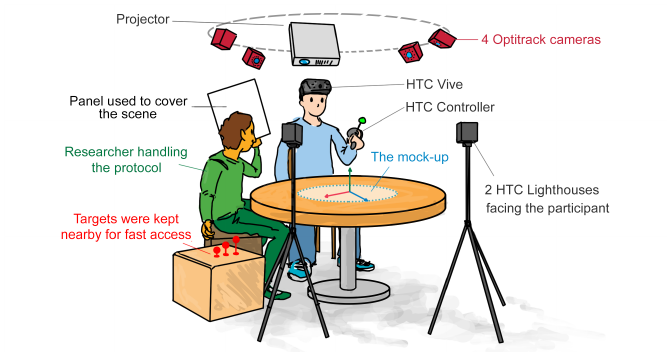 Projector
4 Optitrack cameras
HTC Vive
Panel used to cover
the scene
HTC Controller
Researcher handling
the protocol
The mock-up
2 HTC Lighthouses
facing the participant
Targets were kept
nearby for fast access